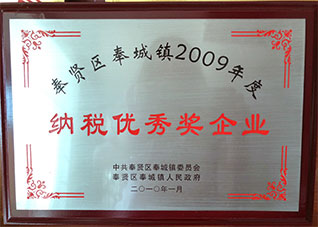 奉贤区奉城镇2009年度
纳税优秀奖企业
中共奉贤区奉城镇委员会
奉贤区奉城镇人民政府
二〇一〇年一月